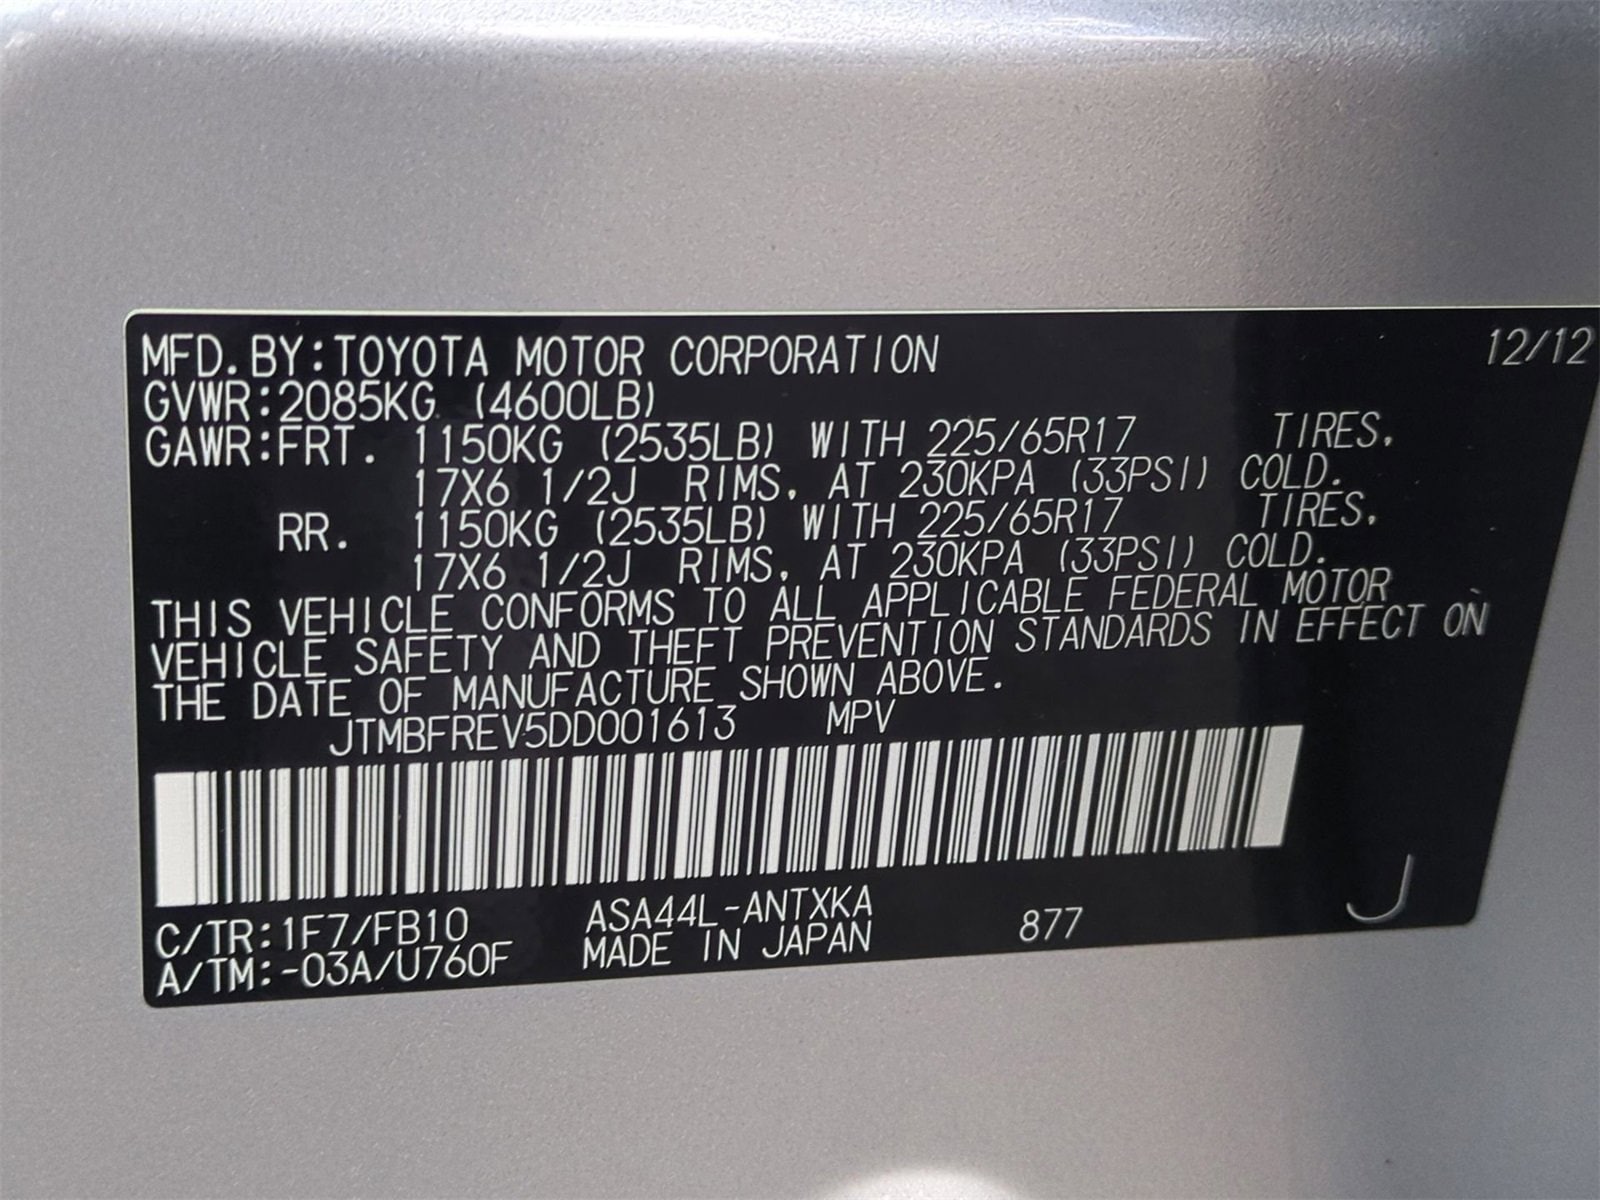 MFD.BY:TOYOTA MOTOR CORPORATION 12/12
GVWR:2085KG (4600LB)
GAWR:FRT. 1150KG (2535LB) WITH 225/65R17 TIRES,
17X6 1/2J RIMS, AT 230KPA (33PSI) COLD.
RR. 1150KG (2535LB) WITH 225/65R17 TIRES,
17X6 1/2J RIMS, AT 230KPA (33PSI) COLD.
THIS VEHICLE CONFORMS TO ALL APPLICABLE FEDERAL MOTOR
VEHICLE SAFETY AND THEFT PREVENTION STANDARDS IN EFFECT ON
THE DATE OF MANUFACTURE SHOWN ABOVE.
JTMBFREV5DD001613 MPV
C/TR:1F7/FB10 ASA44L-ANTXKA 877 J
A/TM:-03A/U760F MADE IN JAPAN